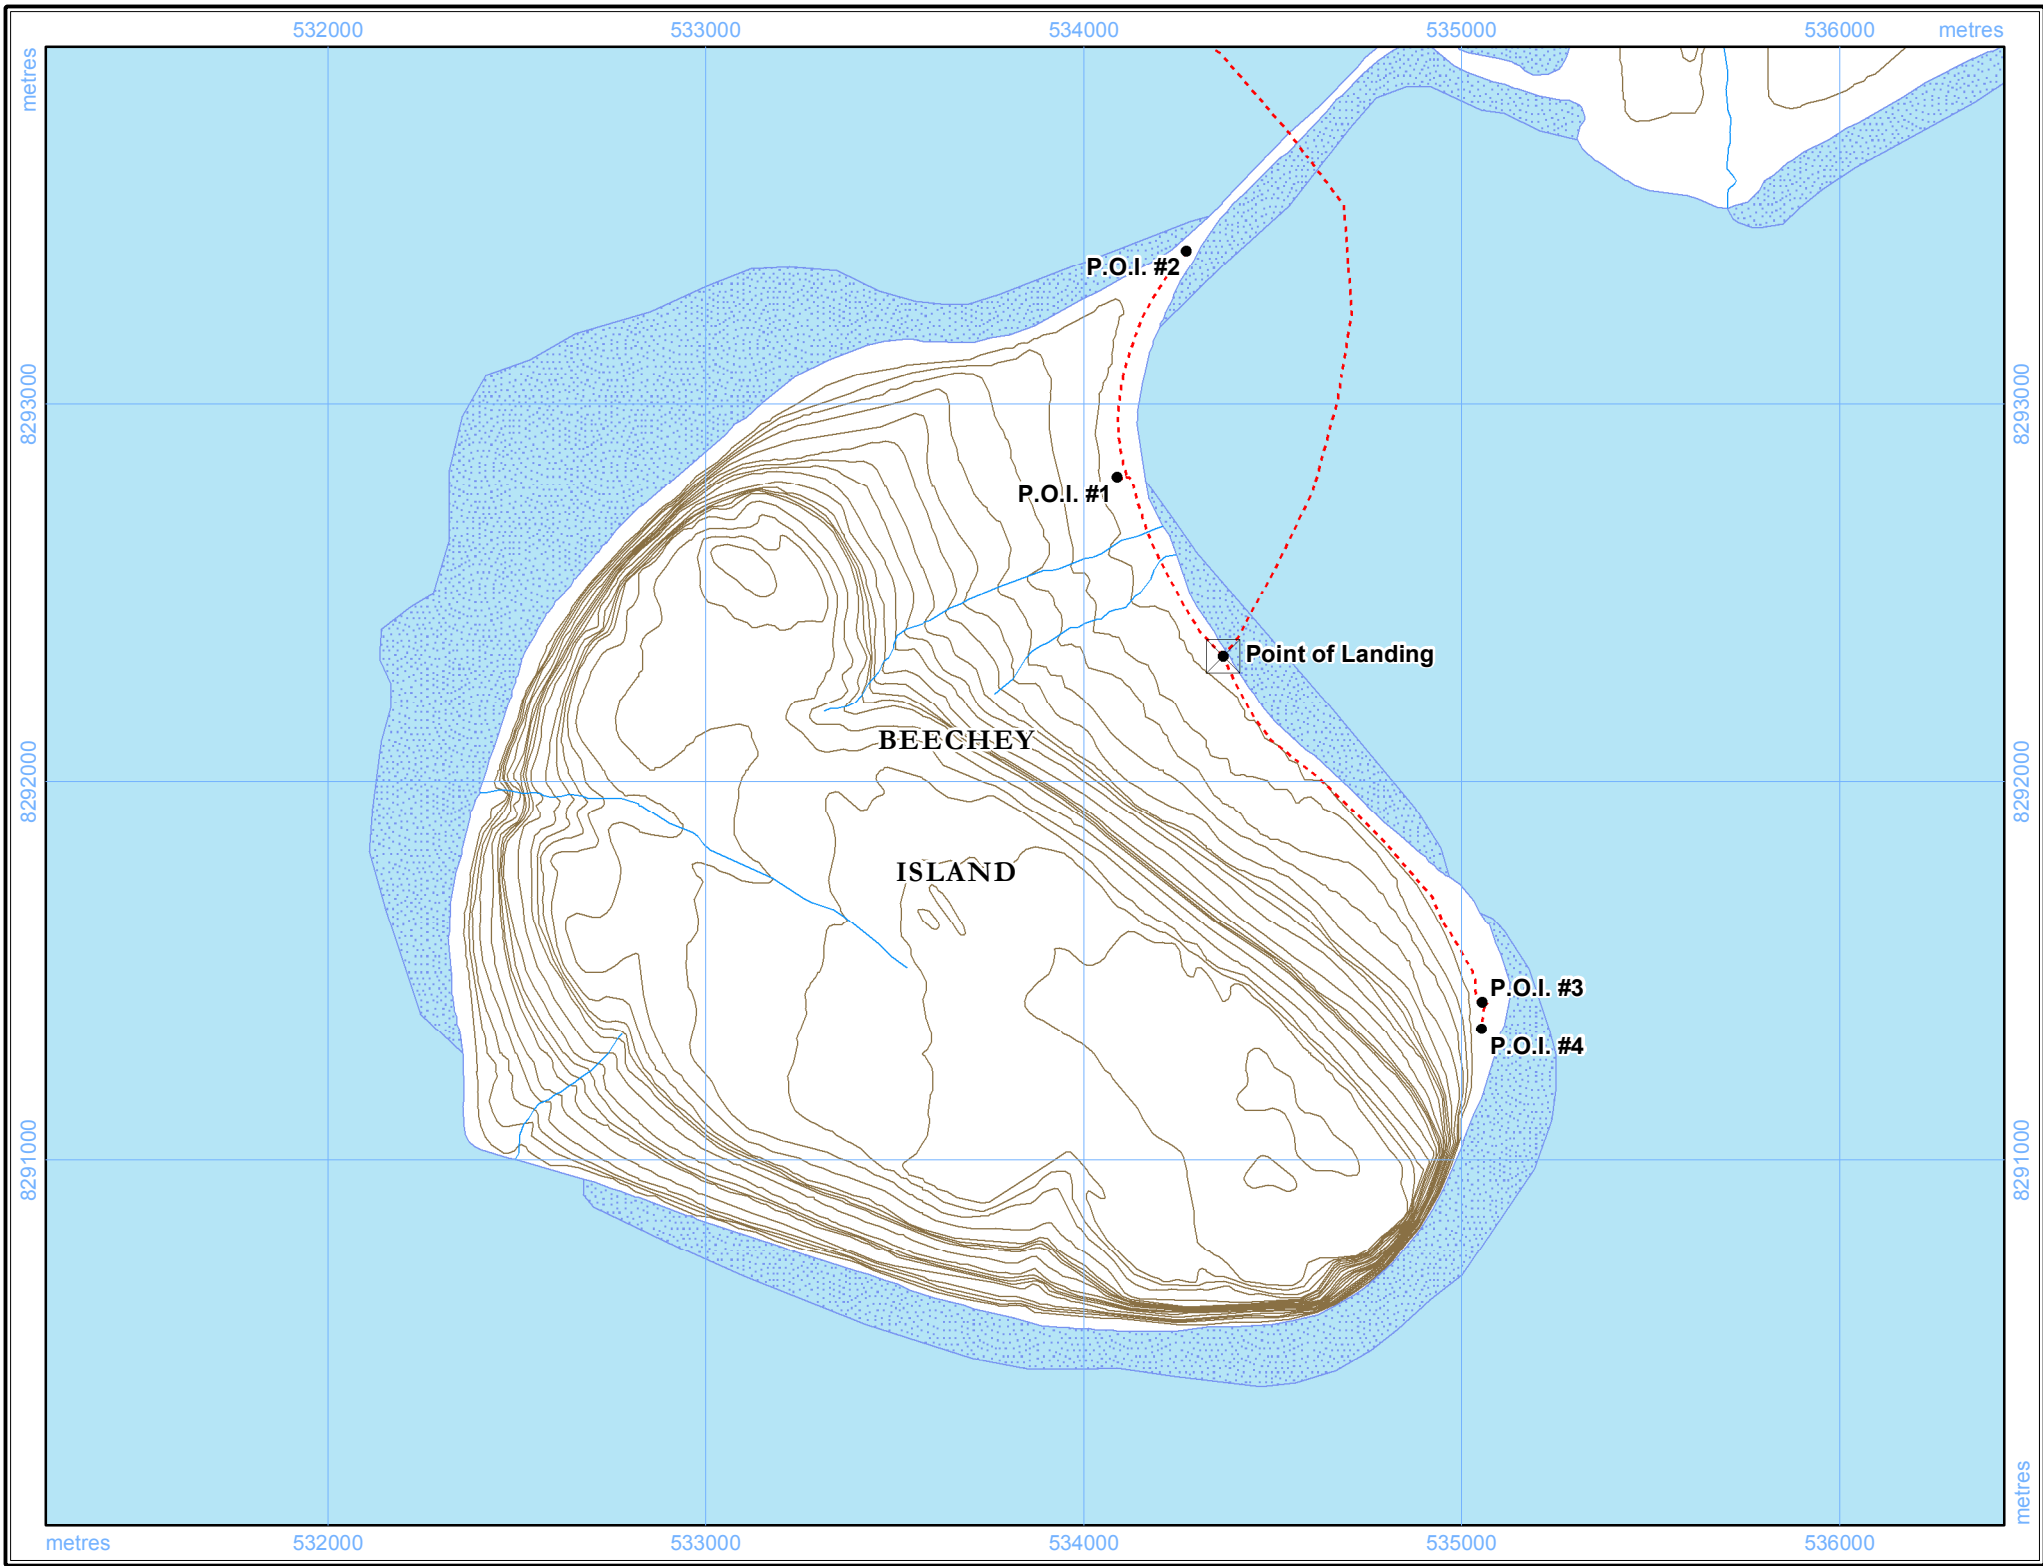 532000 533000 534000 535000 536000 metres
metres
P.O.I. #2
8293000 8293000
P.O.I. #1
Point of Landing
BEECHEY
8292000 8292000
ISLAND
P.O.I. #3
P.O.I. #4
8291000 8291000
metres
metres 532000 533000 534000 535000 536000